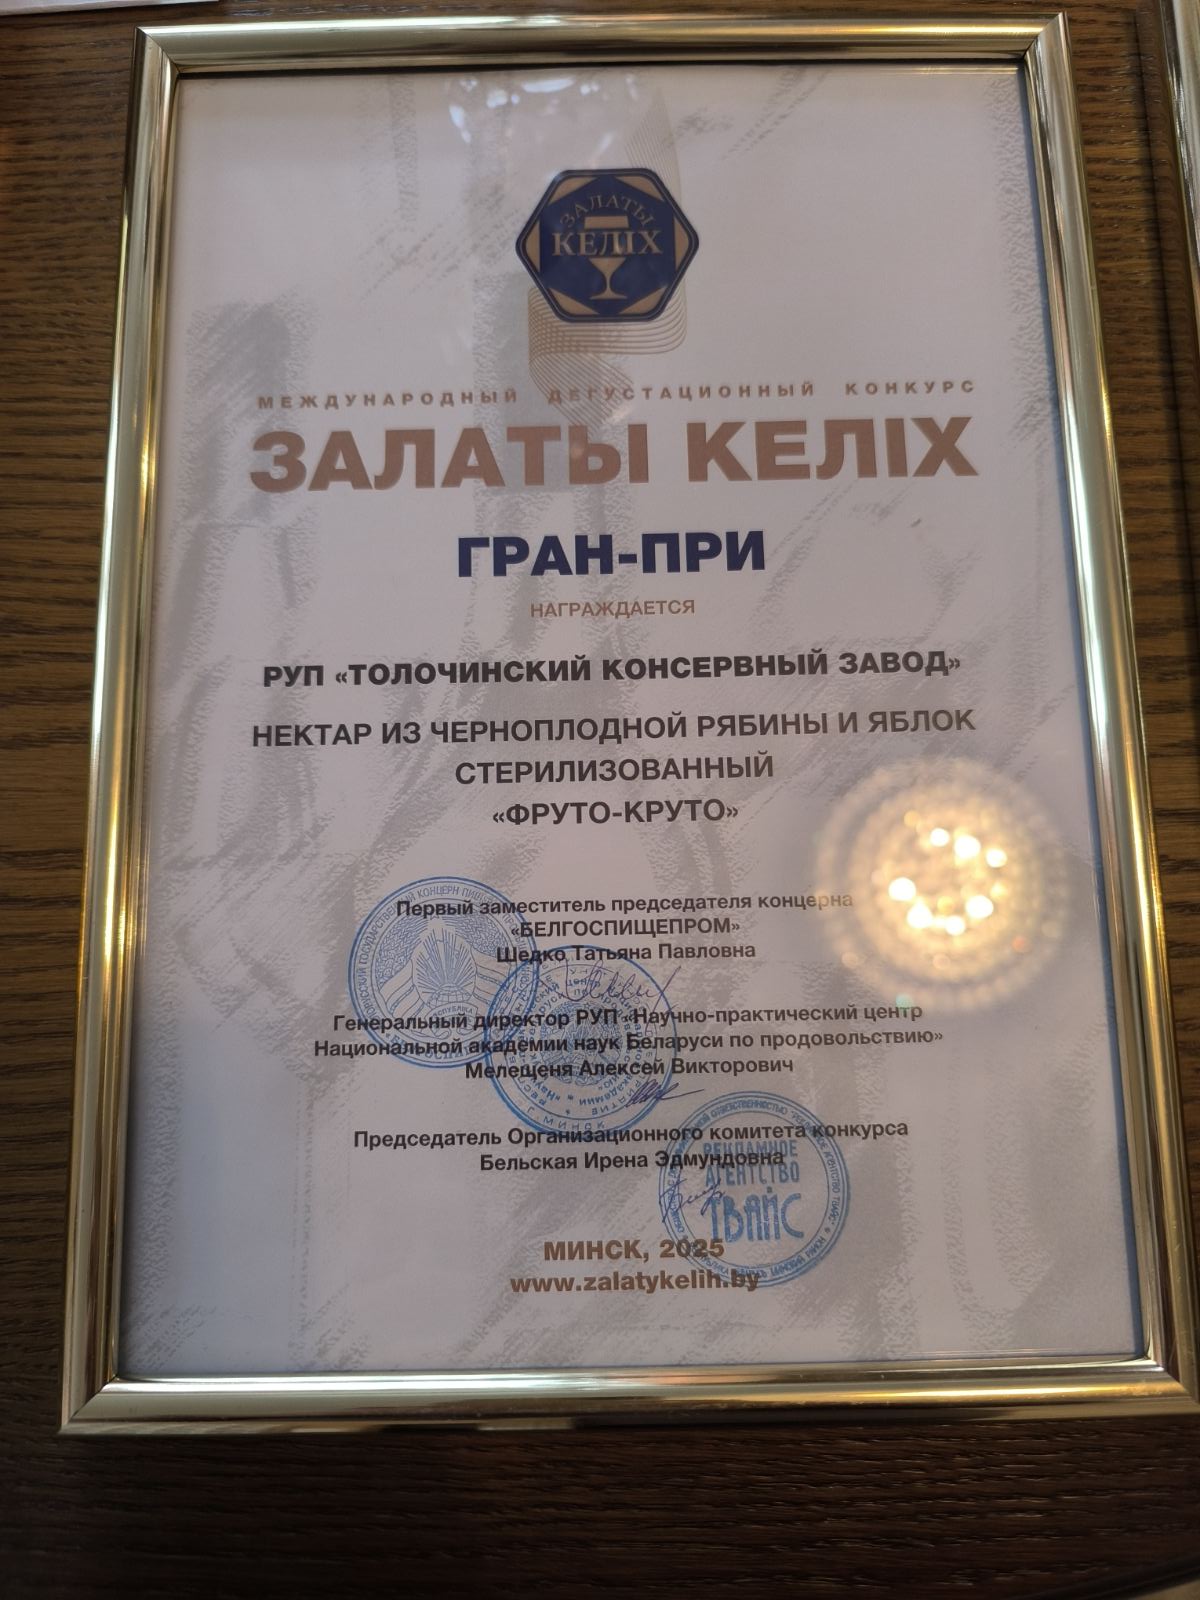 ЗАЛАТЫ
КЕЛІХ
МЕЖДУНАРОДНЫЙ ДЕГУСТАЦИОННЫЙ КОНКУРС
ЗАЛАТЫ КЕЛІХ
ГРАН-ПРИ
НАГРАЖДАЕТСЯ
РУП «ТОЛОЧИНСКИЙ КОНСЕРВНЫЙ ЗАВОД»
НЕКТАР ИЗ ЧЕРНОПЛОДНОЙ РЯБИНЫ И ЯБЛОК
СТЕРИЛИЗОВАННЫЙ
«ФРУТО-КРУТО»
Первый заместитель председателя концерна
«БЕЛГОСПИЩЕПРОМ»
Шедко Татьяна Павловна
Генеральный директор РУП «Научно-практический центр
Национальной академии наук Беларуси по продовольствию»
Мелещеня Алексей Викторович
Председатель Организационного комитета конкурса
Бельская Ирена Эдмундовна
РЕКЛАМНОЕ
АГЕНТСТВО
ТВАЙС
МИНСК, 2025
www.zalatykelih.by